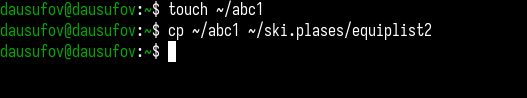 dausufov@dausufov:~$ touch ~/abc1
dausufov@dausufov:~$ cp ~/abc1 ~/ski.plases/equiplist2
dausufov@dausufov:~$